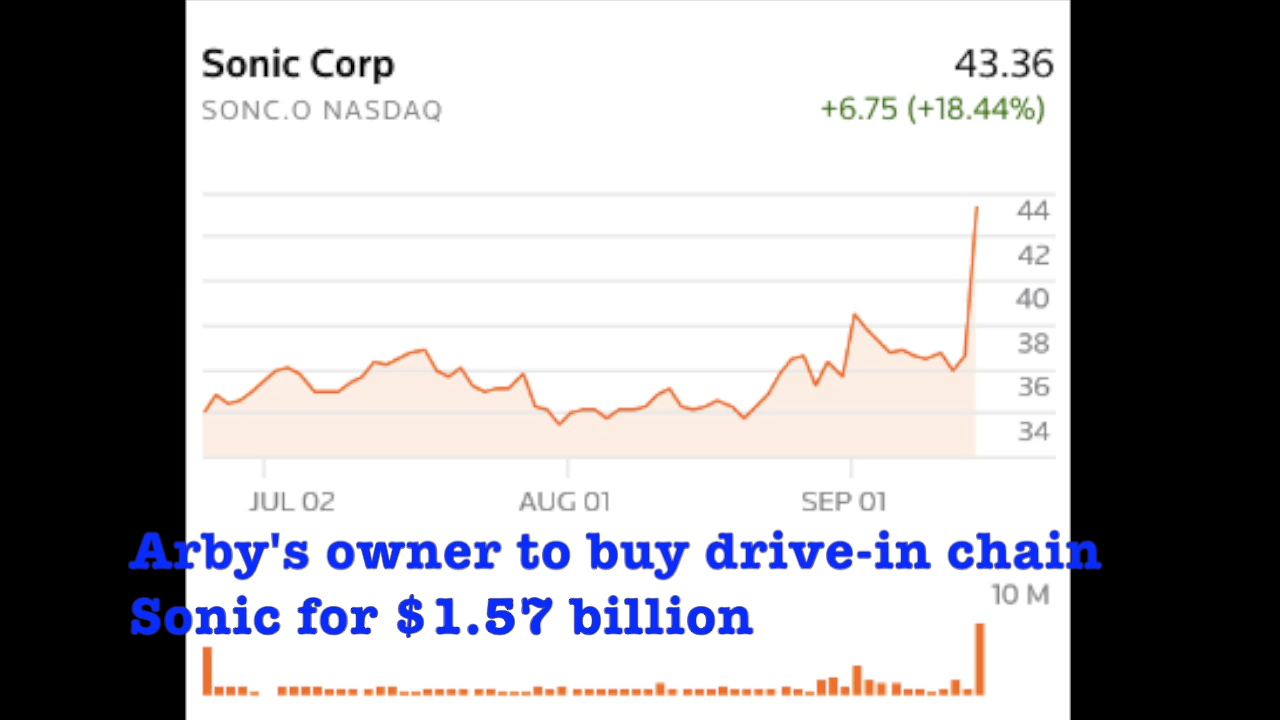 Sonic Corp 43.36
SONC.O NASDAQ +6.75 (+18.44%)
44
42
40
38
36
34
JUL 02 AUG 01 SEP 01
Arby's owner to buy drive-in chain
10 M
Sonic for $1.57 billion